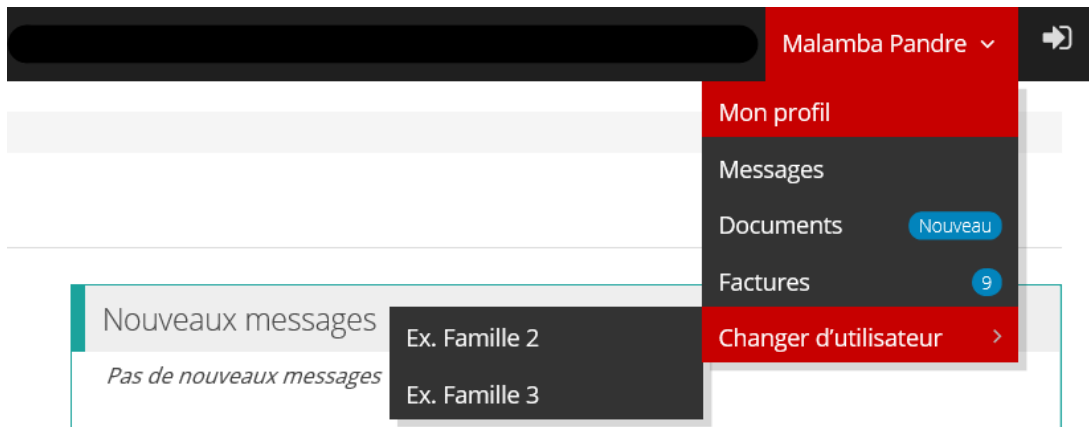 Malamba Pandre
Mon profil
Messages
Documents Nouveau
Factures 9
Changer d’utilisateur
Ex. Famille 2
Ex. Famille 3
Nouveaux messages
Pas de nouveaux messages